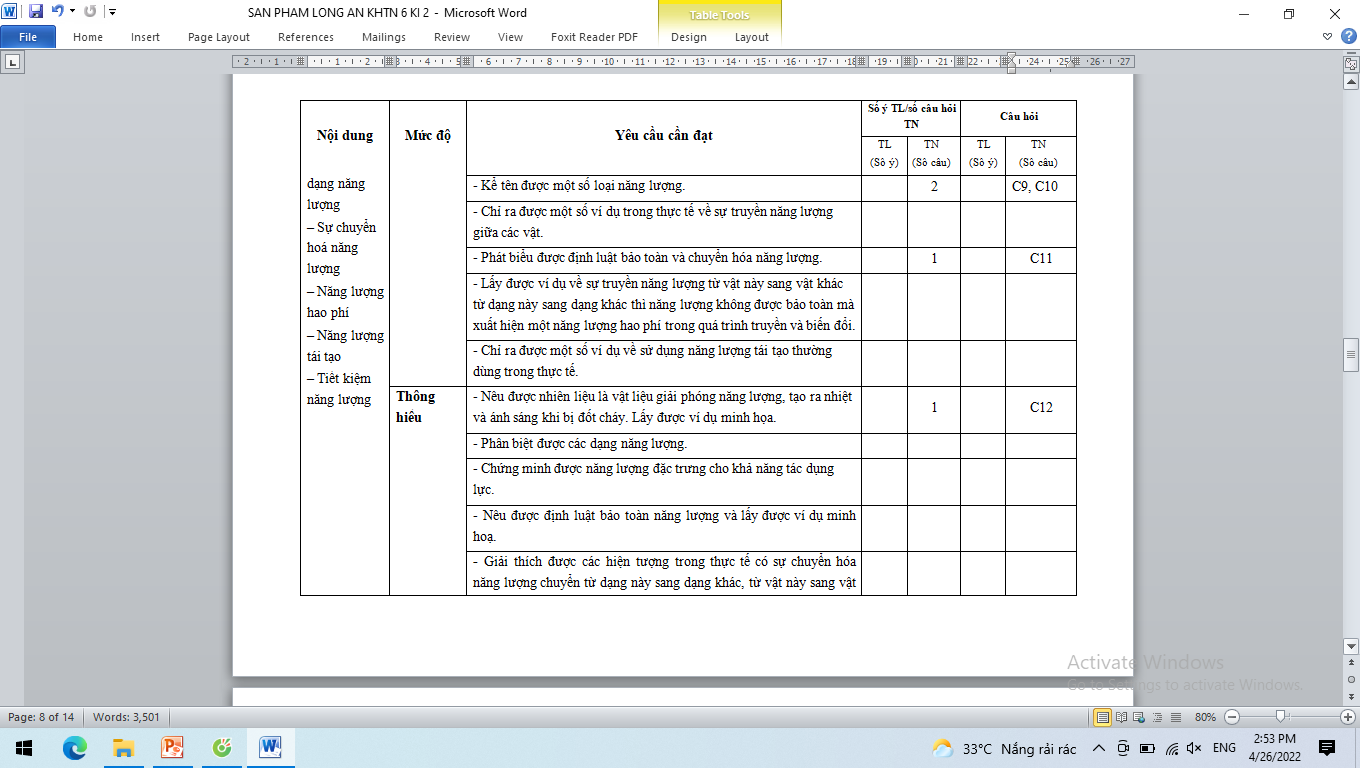 SAN PHAM LONG AN KHTN 6 KI 2 - Microsoft Word
Table Tools
File Home Insert Page Layout References Mailings Review View Foxit Reader PDF Design Layout
Nội dung
Mức độ
Yêu cầu cần đạt
Số ý TL/số câu hỏi
TN
Câu hỏi
TL
(Số ý)
TN
(Số câu)
TL
(Số ý)
TN
(Số câu)
dạng năng
lượng
– Sự chuyển
hoá năng
lượng
– Năng lượng
hao phí
– Năng lượng
tái tạo
– Tiết kiệm
năng lượng
- Kể tên được một số loại năng lượng.
2
C9, C10
- Chỉ ra được một số ví dụ trong thực tế về sự truyền năng lượng
giữa các vật.
- Phát biểu được định luật bảo toàn và chuyển hóa năng lượng.
1
C11
- Lấy được ví dụ về sự truyền năng lượng từ vật này sang vật khác
từ dạng này sang dạng khác thì năng lượng không được bảo toàn mà
xuất hiện một năng lượng hao phí trong quá trình truyền và biến đổi.
- Chỉ ra được một số ví dụ về sử dụng năng lượng tái tạo thường
dùng trong thực tế.
Thông
hiểu
- Nêu được nhiên liệu là vật liệu giải phóng năng lượng, tạo ra nhiệt
và ánh sáng khi bị đốt cháy. Lấy được ví dụ minh họa.
1
C12
- Phân biệt được các dạng năng lượng.
- Chứng minh được năng lượng đặc trưng cho khả năng tác dụng
lực.
- Nêu được định luật bảo toàn năng lượng và lấy được ví dụ minh
hoạ.
- Giải thích được các hiện tượng trong thực tế có sự chuyển hóa
năng lượng chuyển từ dạng này sang dạng khác, từ vật này sang vật
Activate Windows
Go to Settings to activate Windows.
Page: 8 of 14 Words: 3,501 80%
33°C Nắng rải rác ENG
2:53 PM
4/26/2022